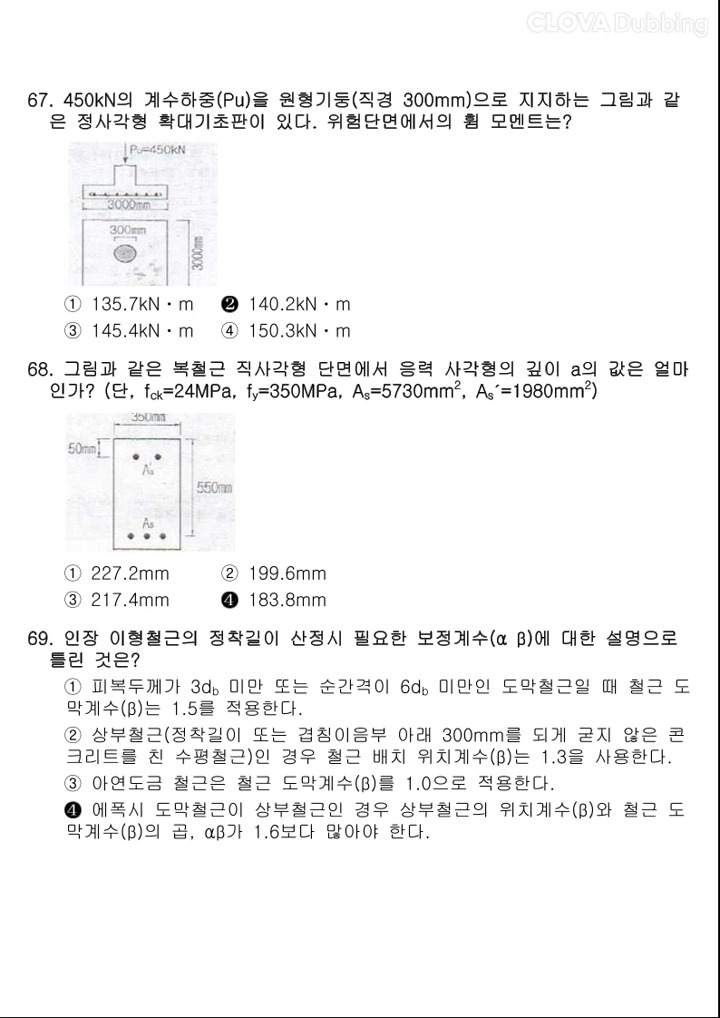 CLOVA Dubbing
67. 450kN의 계수하중(Pu)을 원형기둥(직경 300mm)으로 지지하는 그림과 같
은 정사각형 확대기초판이 있다. 위험단면에서의 휨 모멘트는?
Pu=450kN
3000mm
300mm
3000mm
① 135.7kN・m ❷ 140.2kN・m
③ 145.4kN・m ④ 150.3kN・m
68. 그림과 같은 복철근 직사각형 단면에서 응력 사각형의 깊이 a의 값은 얼마
인가? (단, fck=24MPa, fy=350MPa, As=5730mm², As´=1980mm²)
350mm
50mm
As'
550mm
As
① 227.2mm ② 199.6mm
③ 217.4mm ❹ 183.8mm
69. 인장 이형철근의 정착길이 산정시 필요한 보정계수(α β)에 대한 설명으로
틀린 것은?
① 피복두께가 3db 미만 또는 순간격이 6db 미만인 도막철근일 때 철근 도
막계수(β)는 1.5를 적용한다.
② 상부철근(정착길이 또는 겹침이음부 아래 300mm를 되게 굳지 않은 콘
크리트를 친 수평철근)인 경우 철근 배치 위치계수(β)는 1.3을 사용한다.
③ 아연도금 철근은 철근 도막계수(β)를 1.0으로 적용한다.
❹ 에폭시 도막철근이 상부철근인 경우 상부철근의 위치계수(β)와 철근 도
막계수(β)의 곱, αβ가 1.6보다 많아야 한다.